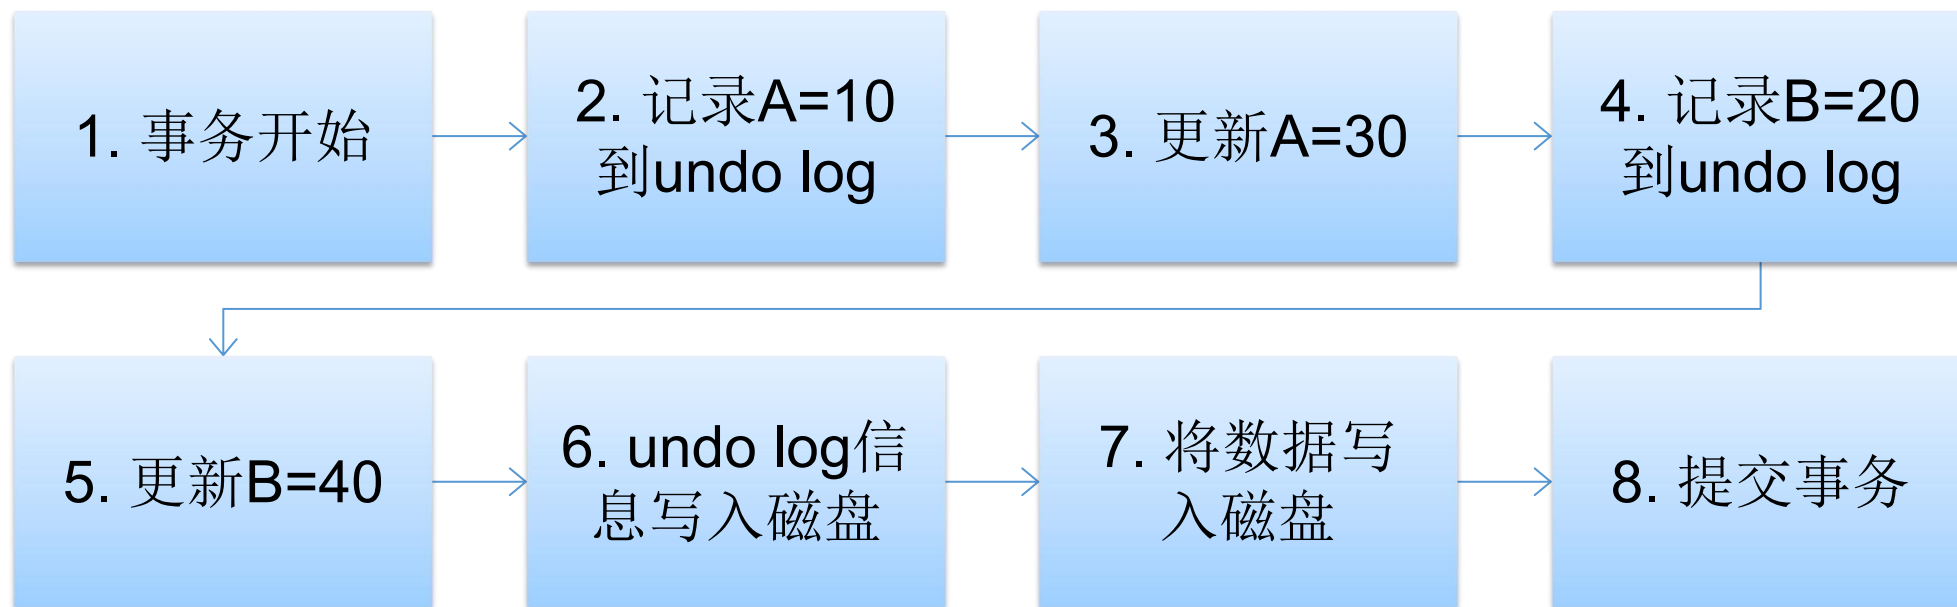 1. 事务开始
2. 记录A=10
到undo log
3. 更新A=30
4. 记录B=20
到undo log
5. 更新B=40
6. undo log信
息写入磁盘
7. 将数据写
入磁盘
8. 提交事务